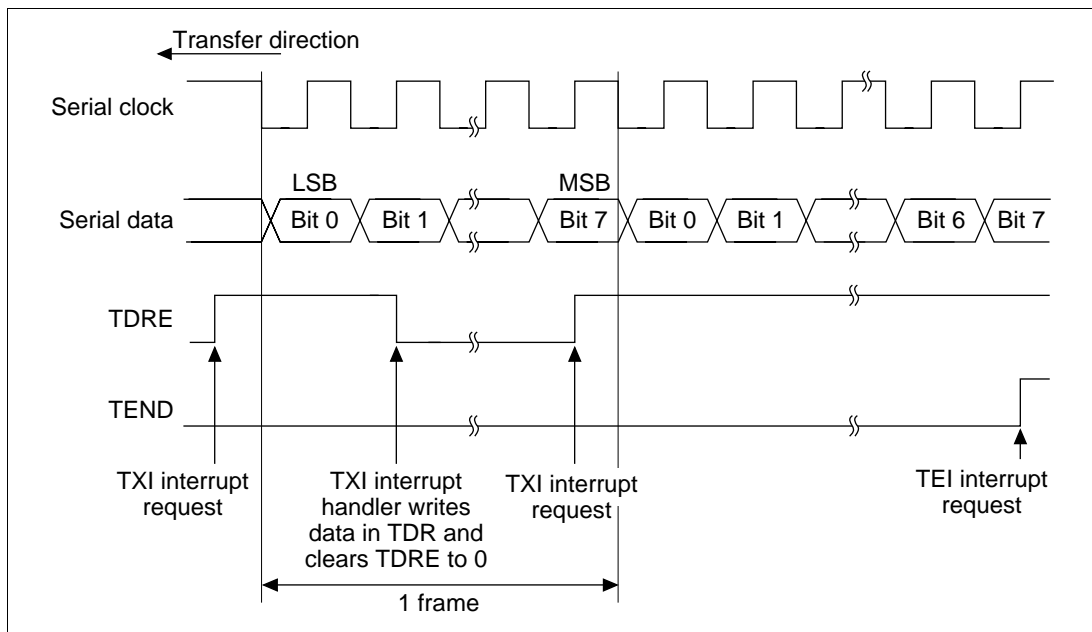 Transfer direction
Serial clock
LSB
MSB
Serial data
Bit 0
Bit 1
Bit 7
Bit 0
Bit 1
Bit 6
Bit 7
TDRE
TEND
TXI interrupt
request
TXI interrupt
handler writes
data in TDR and
clears TDRE to 0
TXI interrupt
request
TEI interrupt
request
1 frame